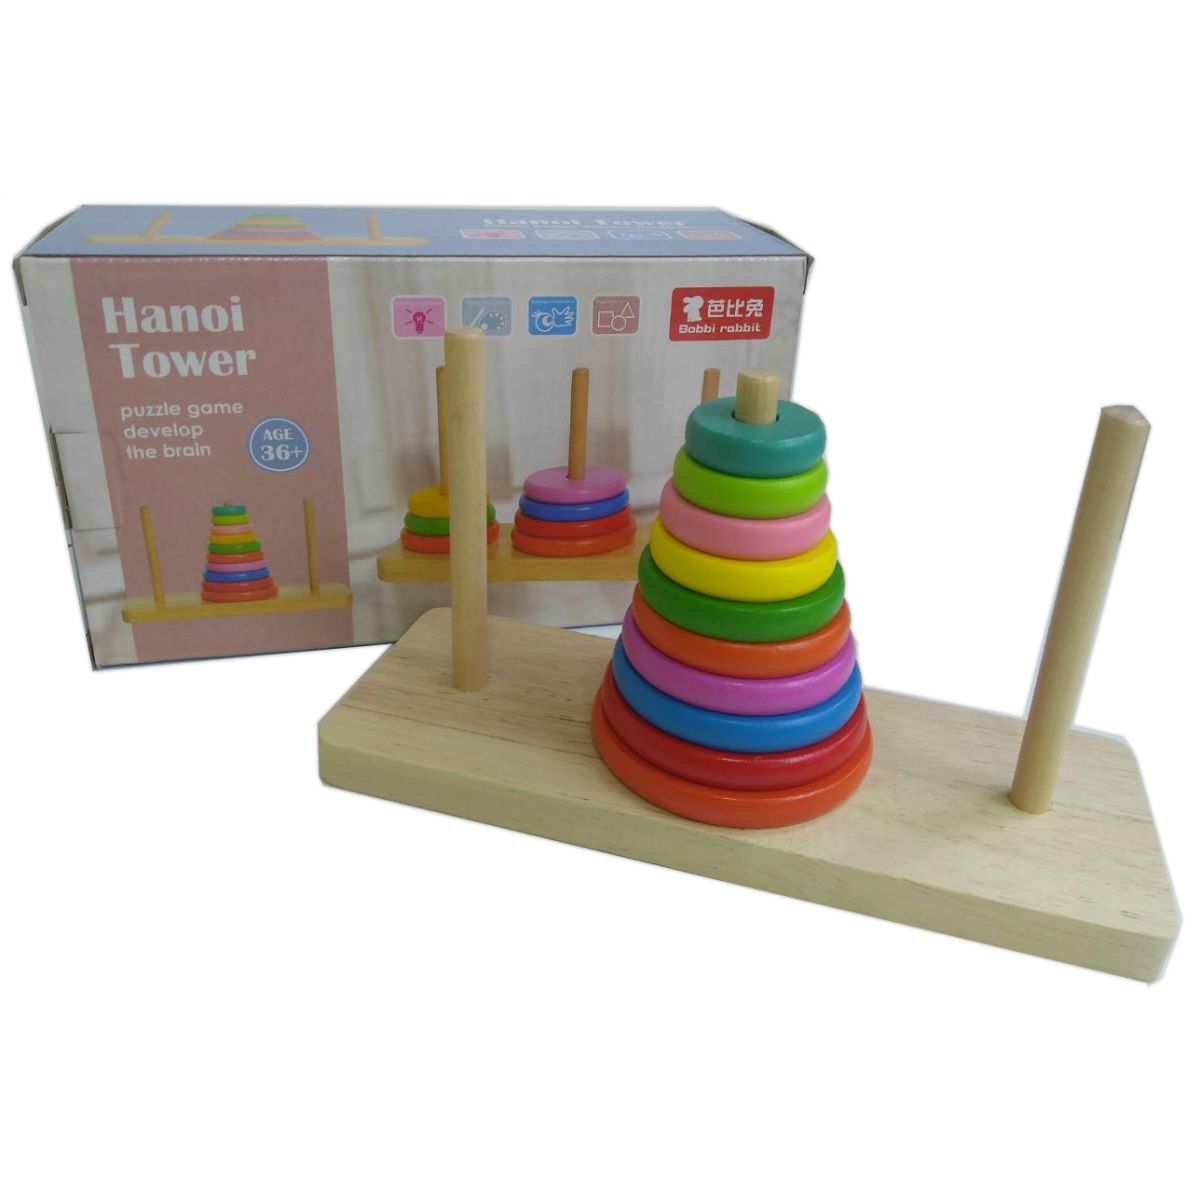 Hanoi Tower
Hanoi
Tower
puzzle game
develop
the brain
AGE
36+
芭比兔
Bobbi rabbit